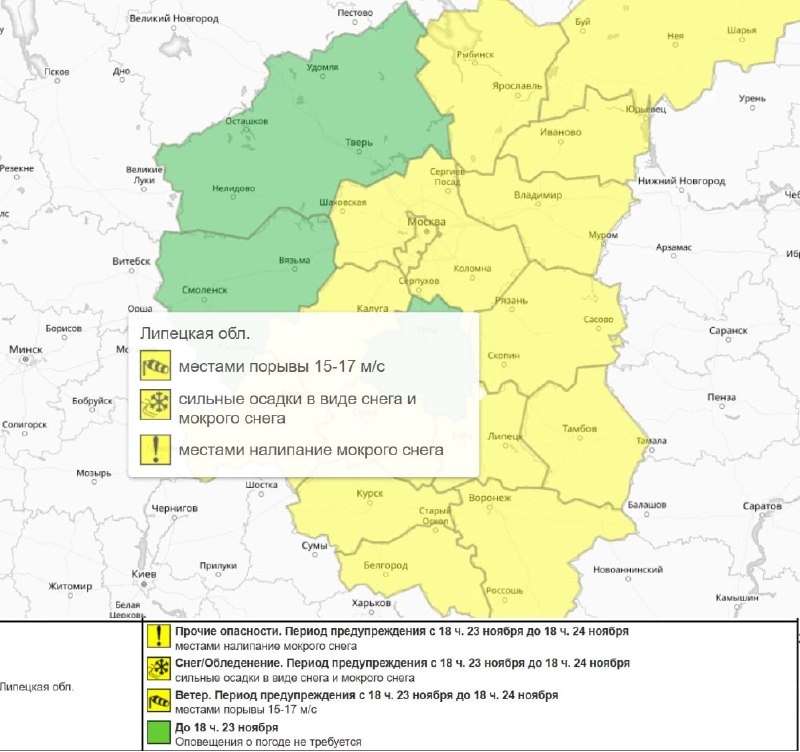 Великий Новгород
Пестово
Буй
Нея
Шарья
Рыбинск
Удомля
Псков
Дно
Ярославль
Урень
Юрьевец
Осташков
Иваново
Тверь
Великие
Луки
Резекне
Сергиев
Посад
Нижний Новгород
Нелидово
Владимир
Шаховская
Москва
Муром
Арзамас
Витебск
Вязьма
Коломна
Серпухов
Смоленск
Рязань
Орша
Калуга
Сасово
Борисов
Саранск
Минск
Липецкая обл.
местами порывы 15-17 м/с
сильные осадки в виде снега и
мокрого снега
местами налипание мокрого снега
Скопин
Бобруйск
Пенза
Солигорск
Тамбов
Липецк
Тамала
Мозырь
Шостка
Курск
Воронеж
Балашов
Саратов
Чернигов
Старый
Оскол
Сумы
Прилуки
Белгород
Новоаннинский
Киев
Житомир
Россошь
Камышин
Белая
Церковь
Харьков
Липецкая обл.
Прочие опасности. Период предупреждения с 18 ч. 23 ноября до 18 ч. 24 ноября
местами налипание мокрого снега
Снег/Обледенение. Период предупреждения с 18 ч. 23 ноября до 18 ч. 24 ноября
сильные осадки в виде снега и мокрого снега
Ветер. Период предупреждения с 18 ч. 23 ноября до 18 ч. 24 ноября
местами порывы 15-17 м/с
До 18 ч. 23 ноября
Оповещения о погоде не требуется